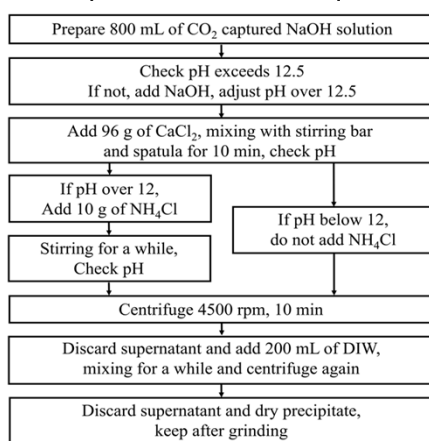 Prepare 800 mL of CO₂ captured NaOH solution
Check pH exceeds 12.5
If not, add NaOH, adjust pH over 12.5
Add 96 g of CaCl₂, mixing with stirring bar
and spatula for 10 min, check pH
If pH over 12,
Add 10 g of NH₄Cl
Stirring for a while,
Check pH
If pH below 12,
do not add NH₄Cl
Centrifuge 4500 rpm, 10 min
Discard supernatant and add 200 mL of DIW,
mixing for a while and centrifuge again
Discard supernatant and dry precipitate,
keep after grinding